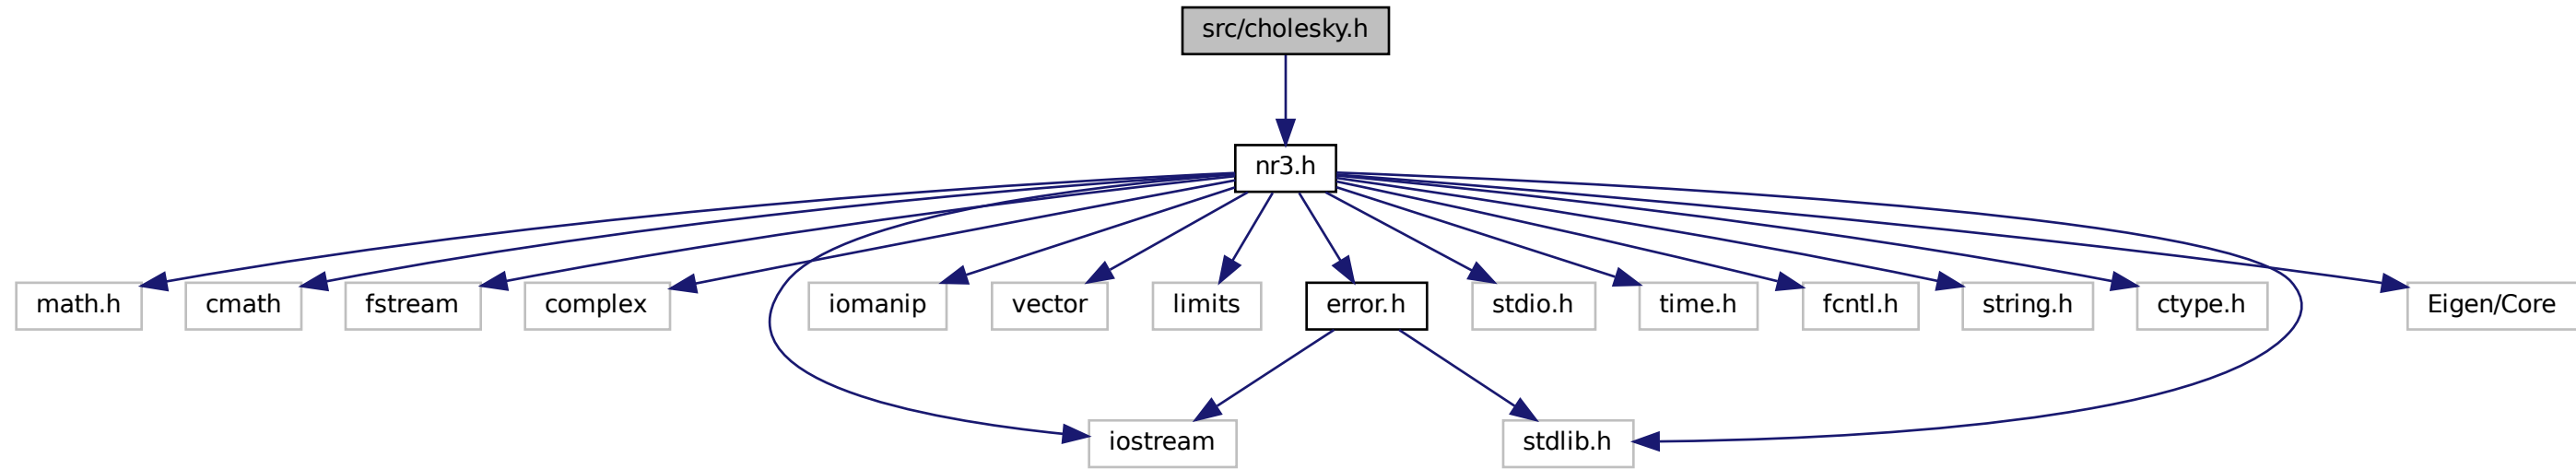 src/cholesky.h
nr3.h
math.h
cmath
fstream
complex
iomanip
vector
limits
error.h
stdio.h
time.h
fcntl.h
string.h
ctype.h
Eigen/Core
iostream
stdlib.h